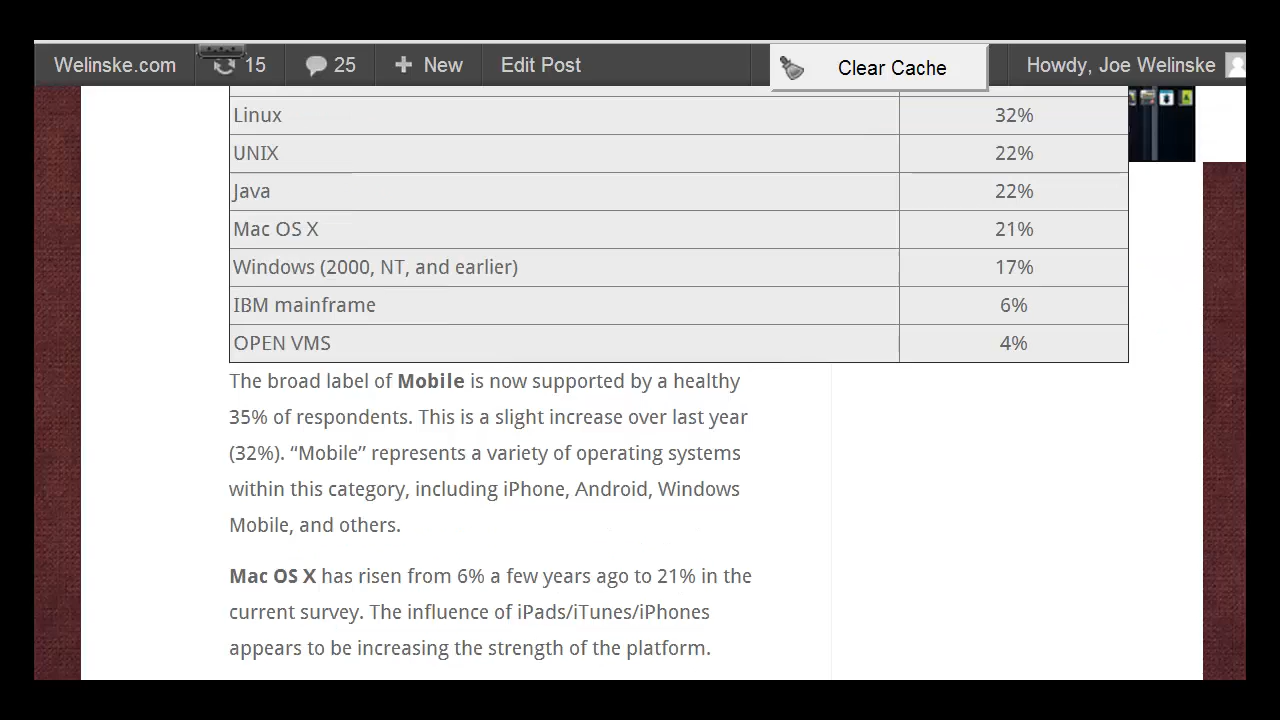 Welinske.com 15 25 New Edit Post Clear Cache Howdy, Joe Welinske
Linux 32%
UNIX 22%
Java 22%
Mac OS X 21%
Windows (2000, NT, and earlier) 17%
IBM mainframe 6%
OPEN VMS 4%
The broad label of Mobile is now supported by a healthy
35% of respondents. This is a slight increase over last year
(32%). “Mobile” represents a variety of operating systems
within this category, including iPhone, Android, Windows
Mobile, and others.
Mac OS X has risen from 6% a few years ago to 21% in the
current survey. The influence of iPads/iTunes/iPhones
appears to be increasing the strength of the platform.